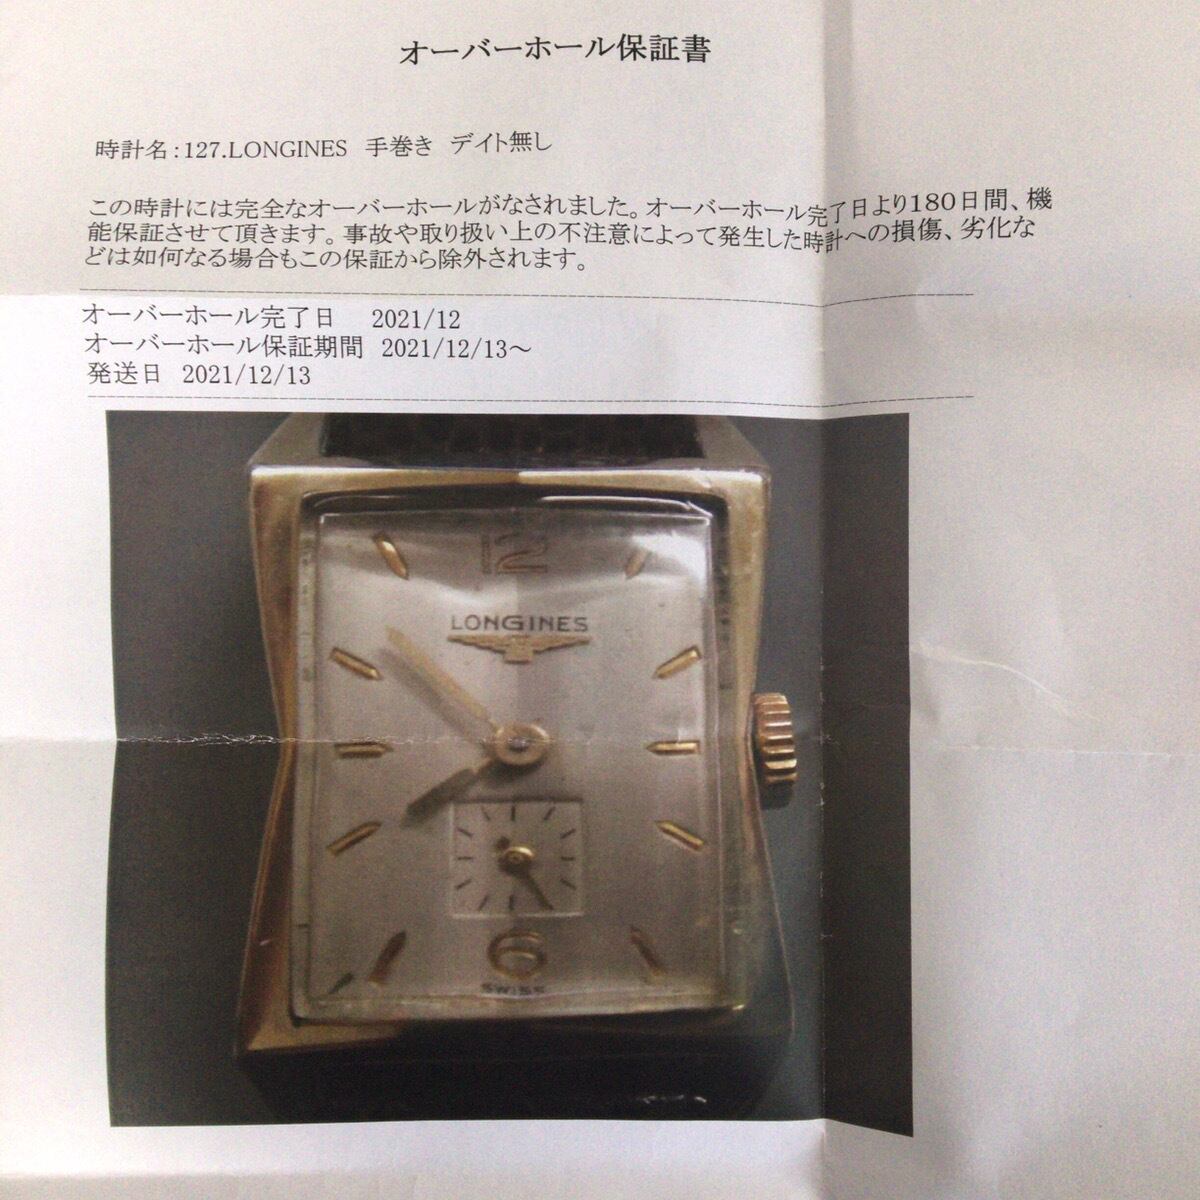 オーバーホール保証書
時計名:127.LONGINES 手巻き デイト無し
この時計には完全なオーバーホールがなされました。オーバーホール完了日より180日間、機
能保証させて頂きます。事故や取り扱い上の不注意によって発生した時計への損傷、劣化な
どは如何なる場合もこの保証から除外されます。
オーバーホール完了日 2021/12
オーバーホール保証期間 2021/12/13～
発送日 2021/12/13
12
LONGINES
6
SWISS